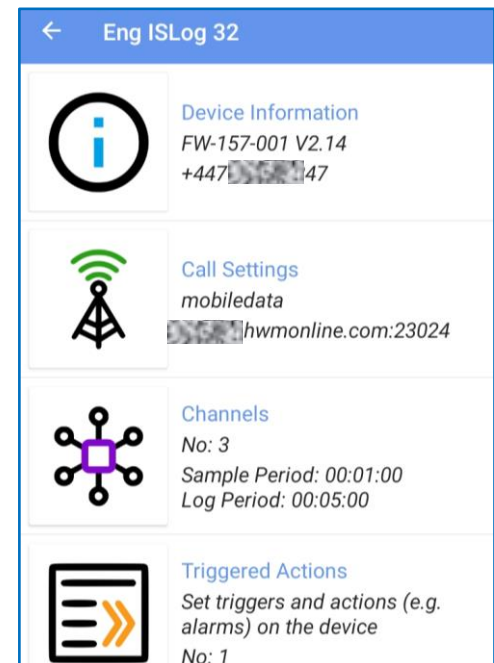 ← Eng ISLog 32
Device Information
FW-157-001 V2.14
+447 47
Call Settings
mobiledata
hwmonline.com:23024
Channels
No: 3
Sample Period: 00:01:00
Log Period: 00:05:00
Triggered Actions
Set triggers and actions (e.g.
alarms) on the device
No: 1